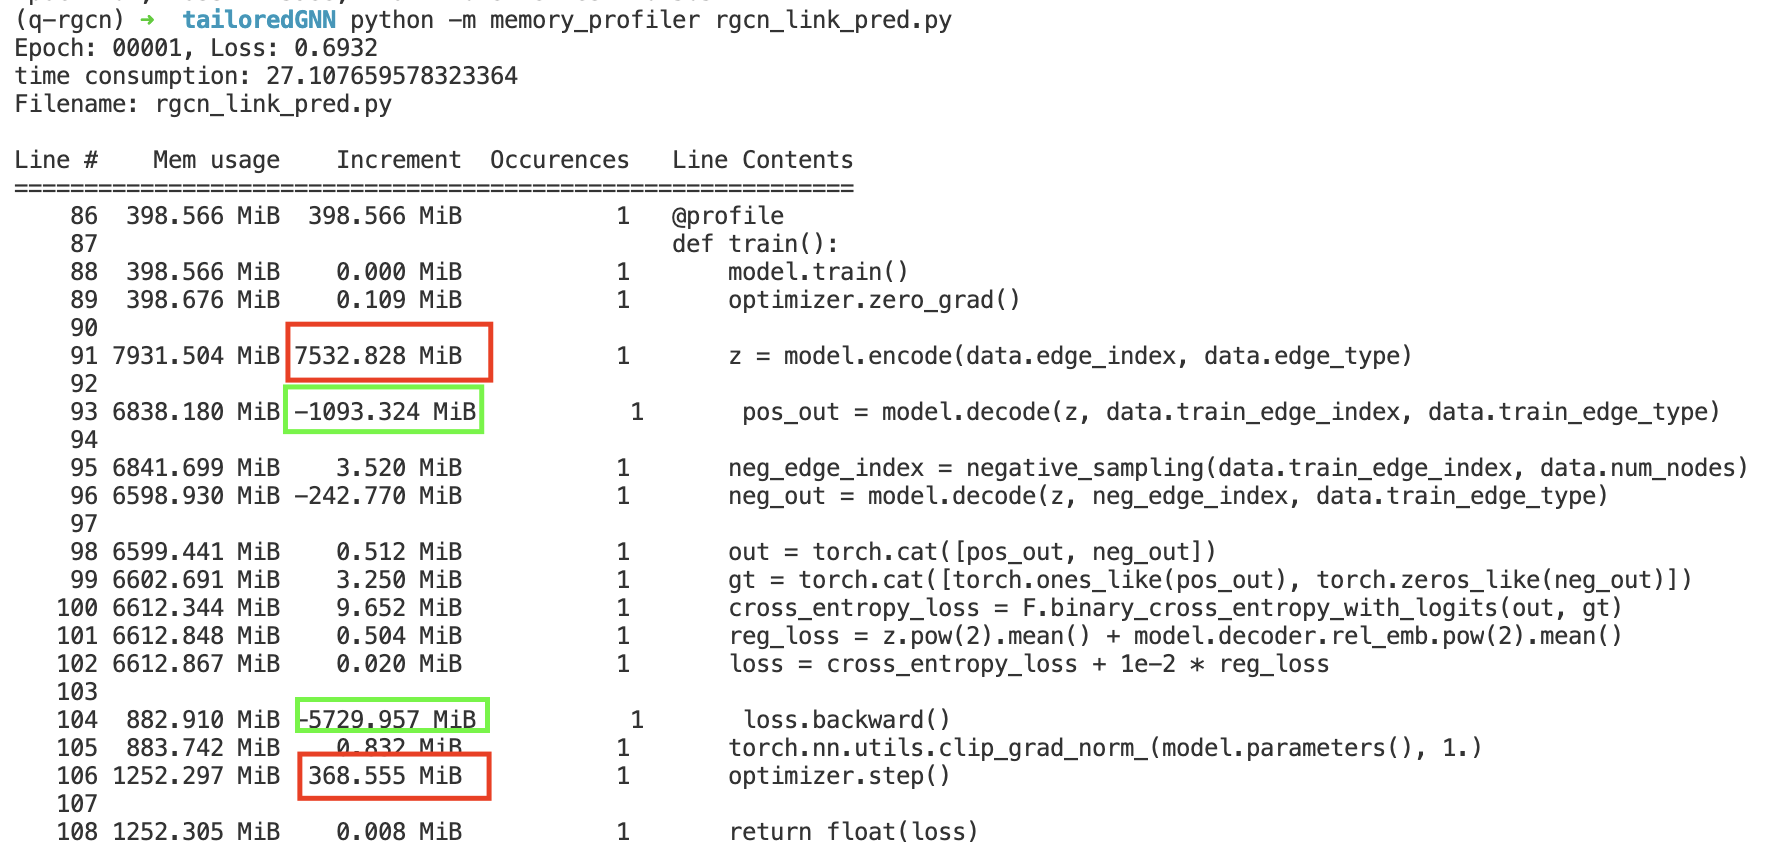 (q-rgcn) → tailoredGNN python -m memory_profiler rgcn_link_pred.py
Epoch: 00001, Loss: 0.6932
time consumption: 27.107659578323364
Filename: rgcn_link_pred.py
Line # Mem usage Increment Occurences Line Contents
============================================================
86 398.566 MiB 398.566 MiB 1 @profile
87 def train():
88 398.566 MiB 0.000 MiB 1 model.train()
89 398.676 MiB 0.109 MiB 1 optimizer.zero_grad()
90
91 7931.504 MiB 7532.828 MiB 1 z = model.encode(data.edge_index, data.edge_type)
92
93 6838.180 MiB -1093.324 MiB 1 pos_out = model.decode(z, data.train_edge_index, data.train_edge_type)
94
95 6841.699 MiB 3.520 MiB 1 neg_edge_index = negative_sampling(data.train_edge_index, data.num_nodes)
96 6598.930 MiB -242.770 MiB 1 neg_out = model.decode(z, neg_edge_index, data.train_edge_type)
97
98 6599.441 MiB 0.512 MiB 1 out = torch.cat([pos_out, neg_out])
99 6602.691 MiB 3.250 MiB 1 gt = torch.cat([torch.ones_like(pos_out), torch.zeros_like(neg_out)])
100 6612.344 MiB 9.652 MiB 1 cross_entropy_loss = F.binary_cross_entropy_with_logits(out, gt)
101 6612.848 MiB 0.504 MiB 1 reg_loss = z.pow(2).mean() + model.decoder.rel_emb.pow(2).mean()
102 6612.867 MiB 0.020 MiB 1 loss = cross_entropy_loss + 1e-2 * reg_loss
103
104 882.910 MiB -5729.957 MiB 1 loss.backward()
105 883.742 MiB 0.832 MiB 1 torch.nn.utils.clip_grad_norm_(model.parameters(), 1.)
106 1252.297 MiB 368.555 MiB 1 optimizer.step()
107
108 1252.305 MiB 0.008 MiB 1 return float(loss)